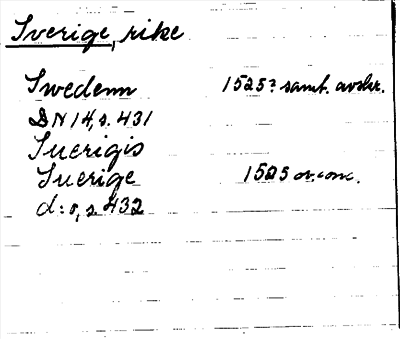 Sverige, rike
Swedenn 1525? samt. avskr.
DN 14, s. 431
Suerigis
Suerige 1525 or. conc.
d:o, s. 432